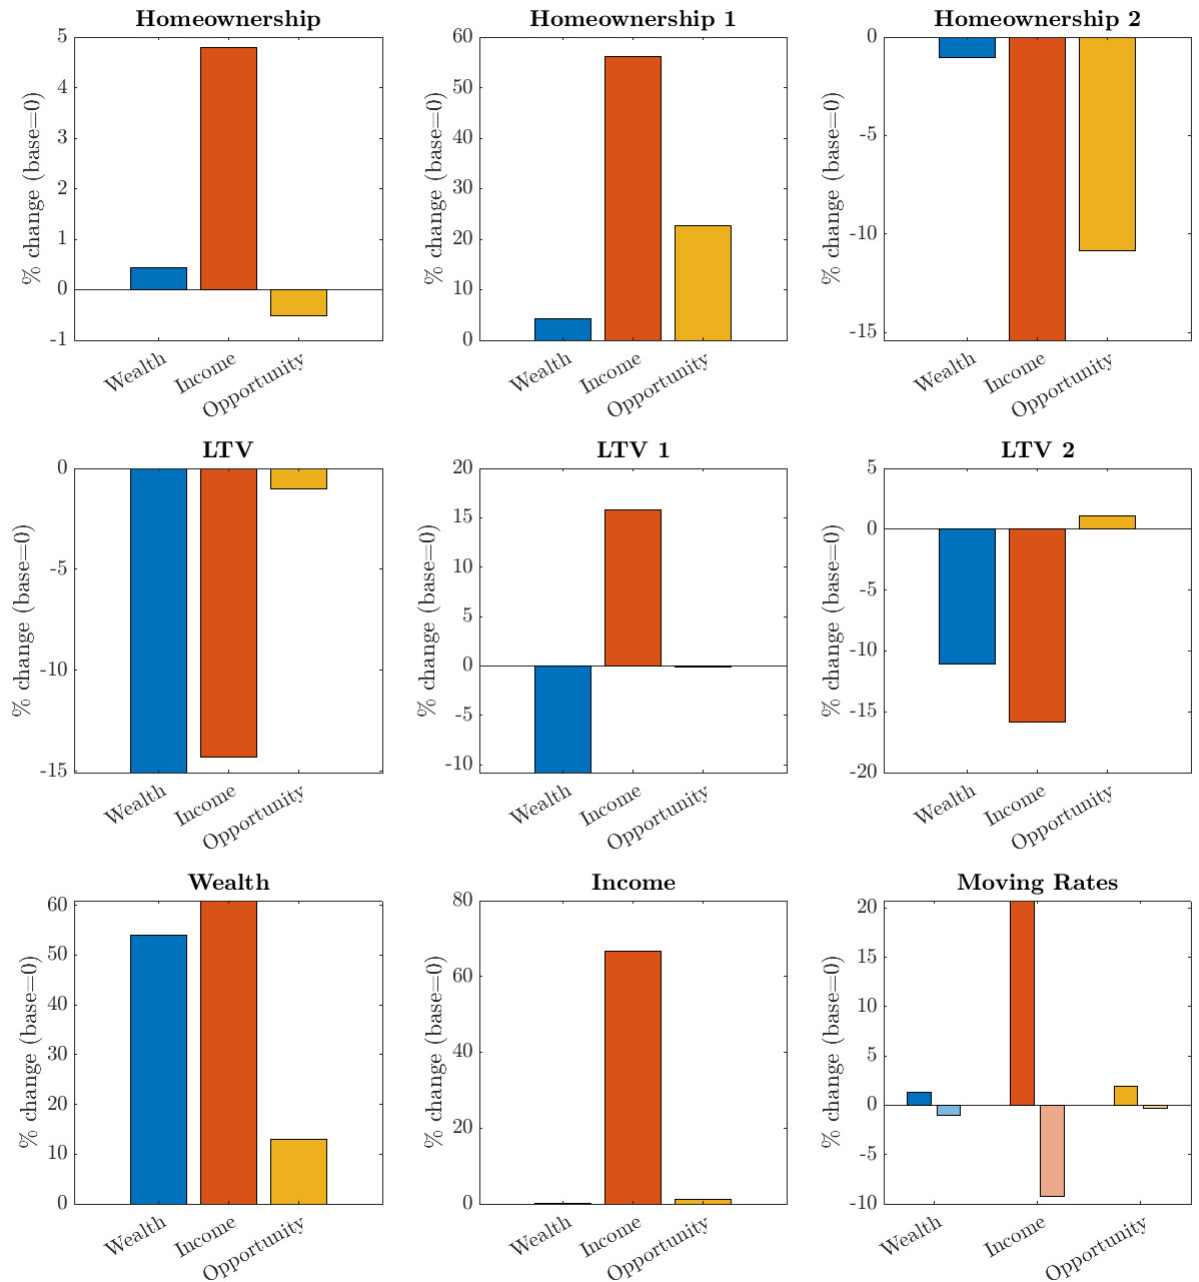 Homeownership
% change (base=0)
5
4
3
2
1
0
-1
Wealth
Income
Opportunity
Homeownership 1
% change (base=0)
60
50
40
30
20
10
0
Wealth
Income
Opportunity
Homeownership 2
% change (base=0)
0
-5
-10
-15
Wealth
Income
Opportunity
LTV
% change (base=0)
0
-5
-10
-15
Wealth
Income
Opportunity
LTV 1
% change (base=0)
20
15
10
5
0
-5
-10
Wealth
Income
Opportunity
LTV 2
% change (base=0)
5
0
-5
-10
-15
-20
Wealth
Income
Opportunity
Wealth
% change (base=0)
60
50
40
30
20
10
0
Wealth
Income
Opportunity
Income
% change (base=0)
80
60
40
20
0
Wealth
Income
Opportunity
Moving Rates
% change (base=0)
20
15
10
5
0
-5
-10
Wealth
Income
Opportunity